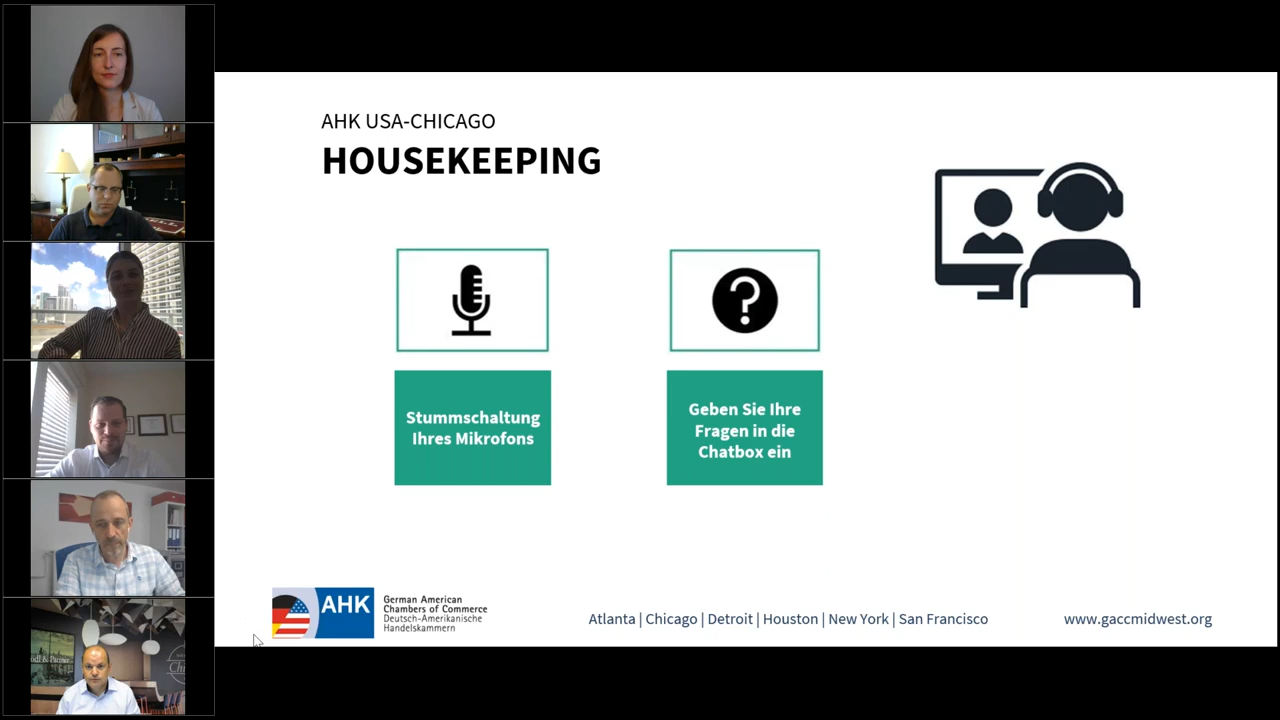 AHK USA-CHICAGO
HOUSEKEEPING
Stummschaltung
Ihres Mikrofons
Geben Sie Ihre
Fragen in die
Chatbox ein
AHK
German American
Chambers of Commerce
Deutsch-Amerikanische
Handelskammern
Atlanta | Chicago | Detroit | Houston | New York | San Francisco
www.gaccmidwest.org
& Partner